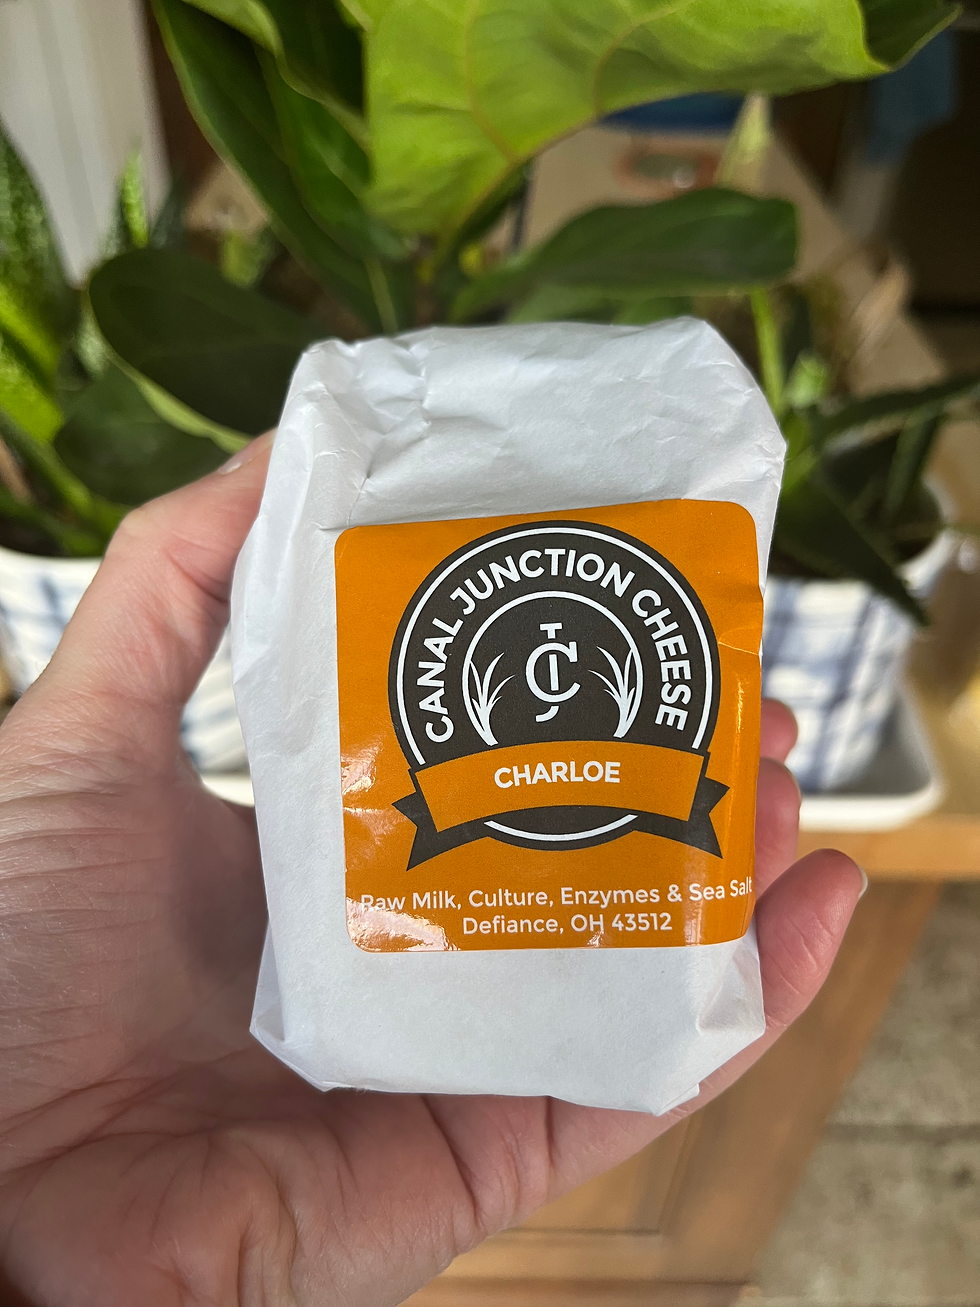 CANAL JUNCTION CHEESE
CJ
CHARLOE
Raw Milk, Culture, Enzymes & Sea Salt
Defiance, OH 43512